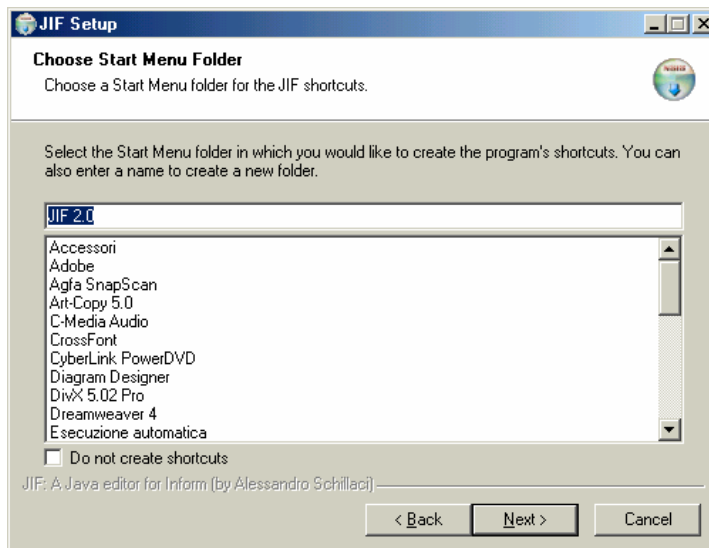 JIF Setup
Choose Start Menu Folder
Choose a Start Menu folder for the JIF shortcuts.
Select the Start Menu folder in which you would like to create the program's shortcuts. You can
also enter a name to create a new folder.
JIF 2.0
Accessori
Adobe
Agfa SnapScan
Art-Copy 5.0
C-Media Audio
CrossFont
CyberLink PowerDVD
Diagram Designer
DivX 5.02 Pro
Dreamweaver 4
Esecuzione automatica
Do not create shortcuts
JIF: A Java editor for Inform (by Alessandro Schillaci)
< Back Next > Cancel